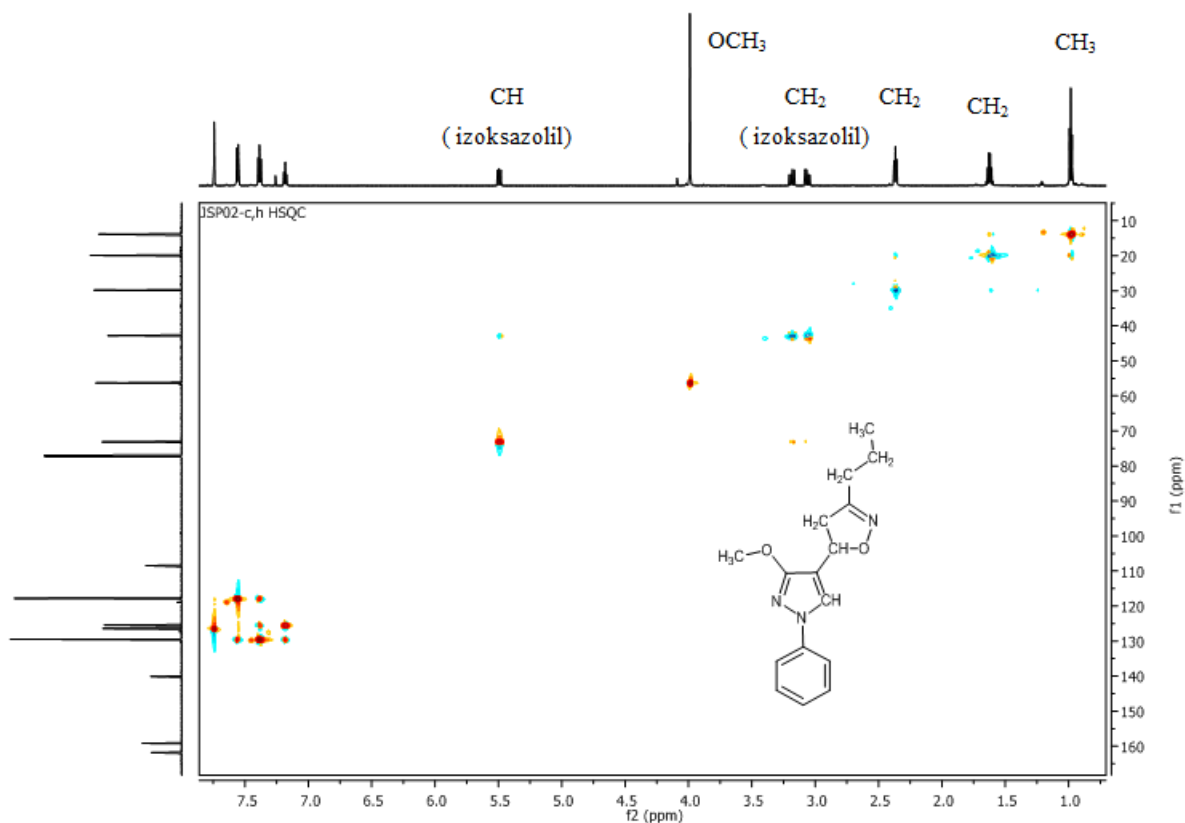 OCH3
CH3
CH
( izoksazolil)
CH2
( izoksazolil)
CH2
CH2
JSP02-c,h HSQC
10
20
30
40
50
60
70
80
90
100
110
120
130
140
150
160
f1 (ppm)
H3C
CH2
H2C
H2C
N
CH
O
H3C
O
N
CH
N
7.5
7.0
6.5
6.0
5.5
5.0
4.5
4.0
3.5
3.0
2.5
2.0
1.5
1.0
f2 (ppm)